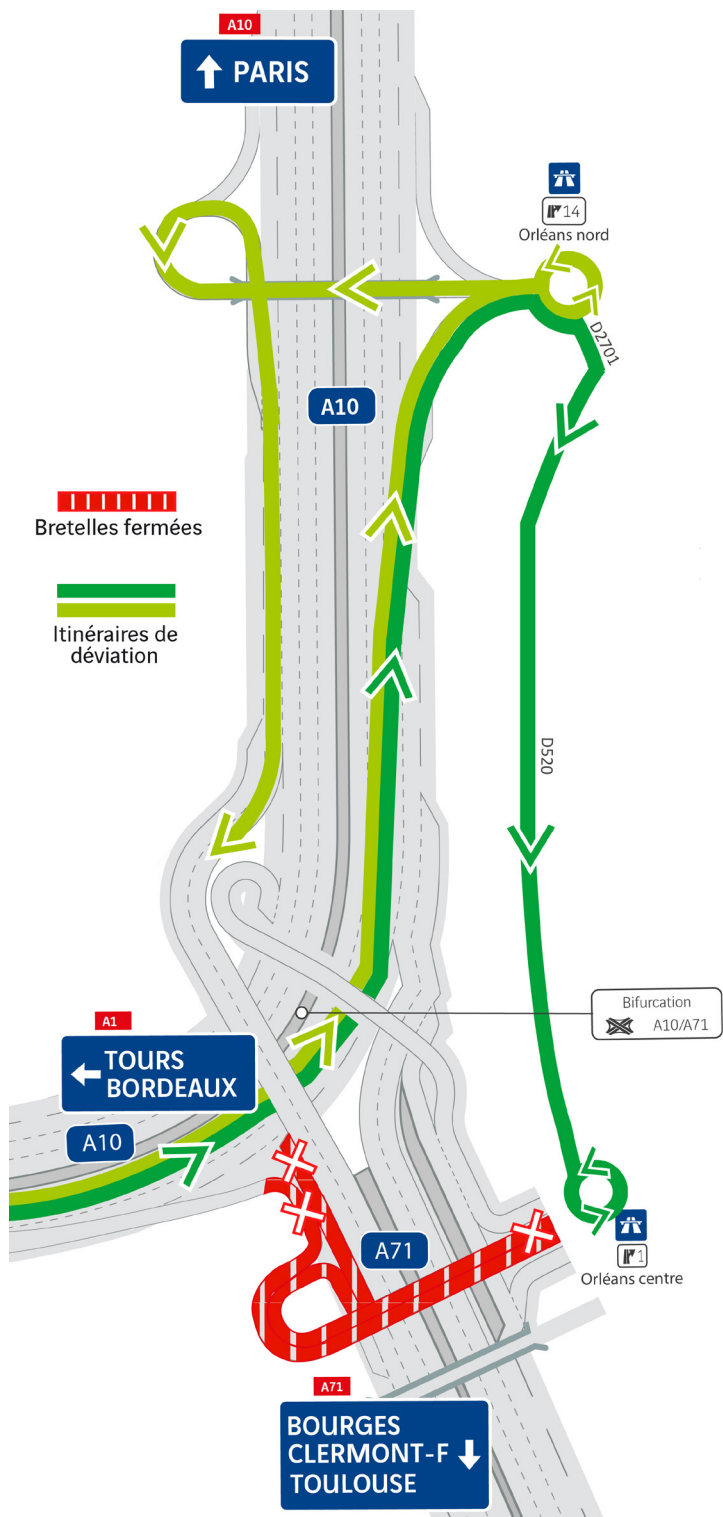 A10
PARIS
14
Orléans nord
D2701
A10
Bretelles fermées
Itinéraires de
déviation
D520
Bifurcation
A10/A71
A1
TOURS
BORDEAUX
A10
A71
1
Orléans centre
A71
BOURGES
CLERMONT-F
TOULOUSE